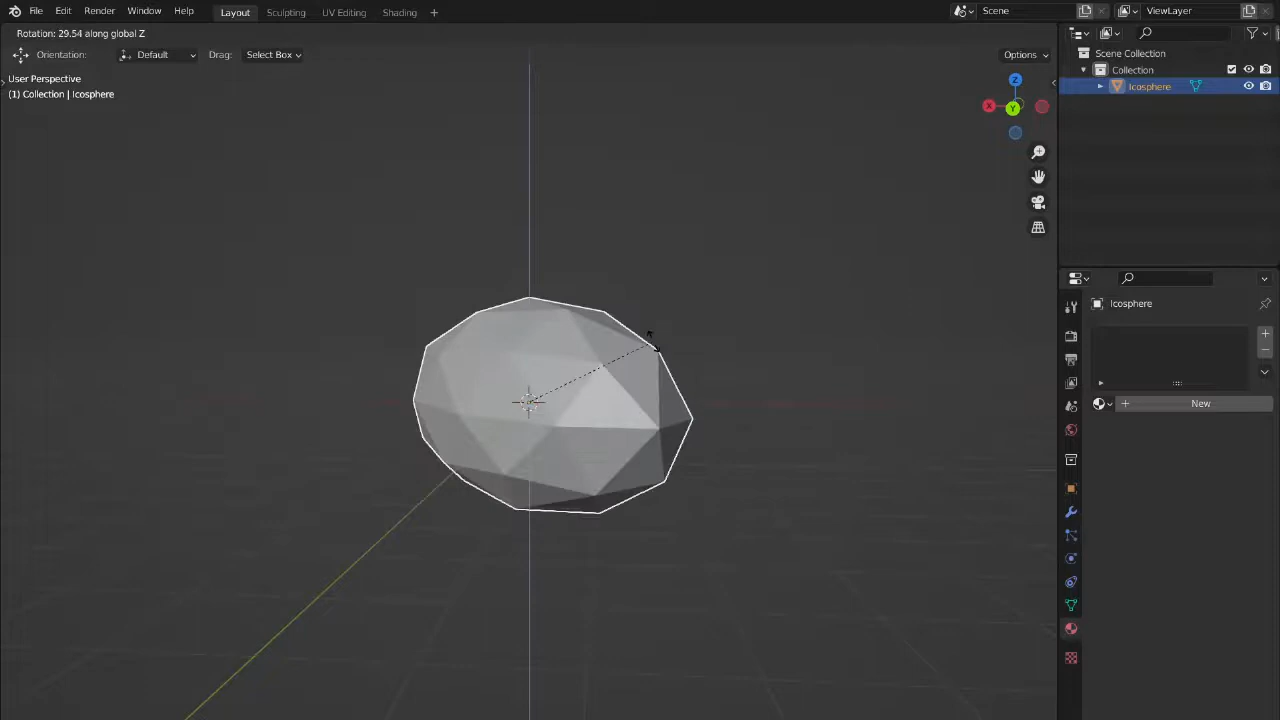 File Edit Render Window Help Layout Sculpting UV Editing Shading + Scene ViewLayer
Rotation: 29.54 along global Z
Orientation: Default Drag: Select Box Options
User Perspective
(1) Collection | Icosphere
Z
X
Y
Scene Collection
Collection
Icosphere
Icosphere
New